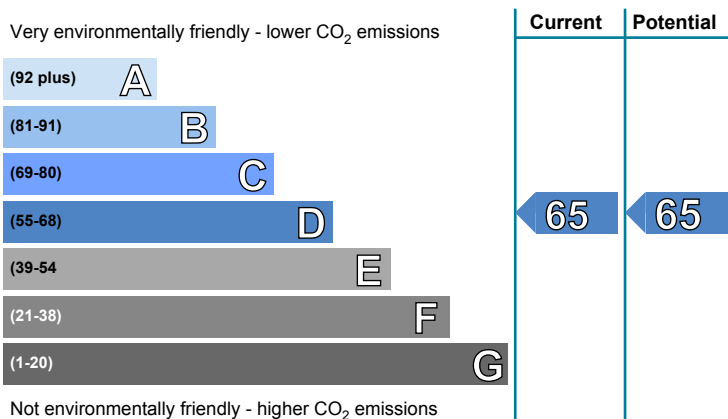 Current Potential
Very environmentally friendly - lower CO2 emissions
(92 plus) A
(81-91) B
(69-80 C
(55-68) D 65 65
(39-54 E
(21-38) F
(1-20) G
Not environmentally friendly - higher CO2 emissions